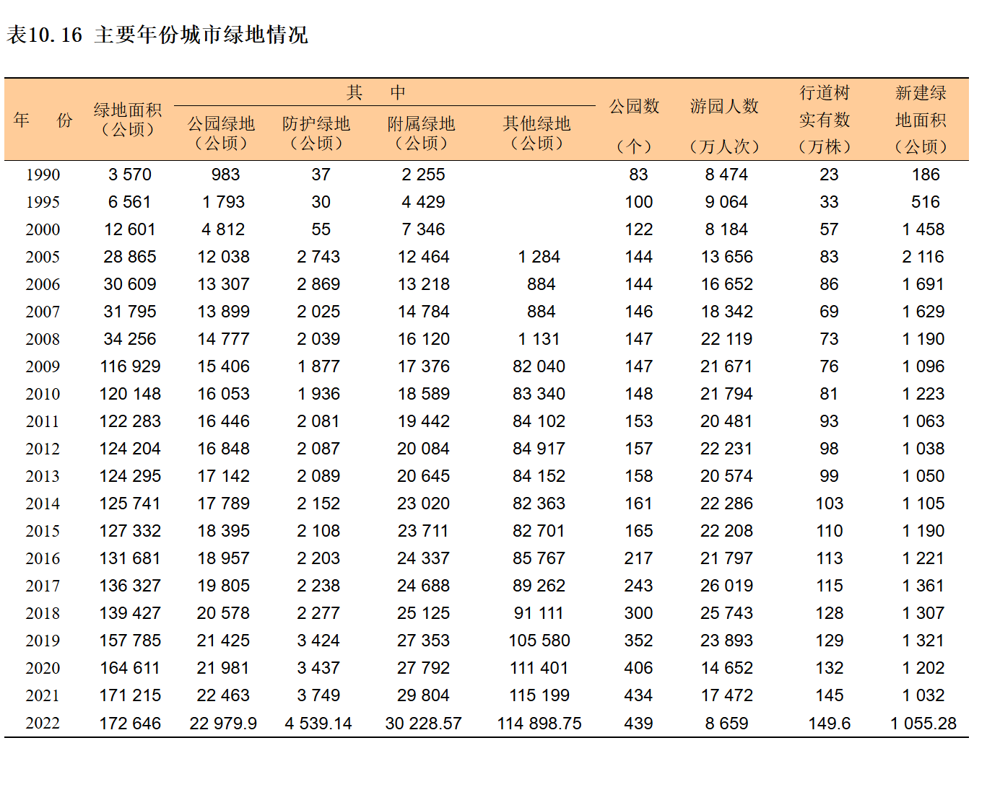 表10.16 主要年份城市绿地情况
年 份 绿地面积（公顷） 其 中 公园数（个） 游园人数（万人次） 行道树实有数（万株） 新建绿地面积（公顷）
公园绿地（公顷） 防护绿地（公顷） 附属绿地（公顷） 其他绿地（公顷）
1990 3 570 983 37 2 255 83 8 474 23 186
1995 6 561 1 793 30 4 429 100 9 064 33 516
2000 12 601 4 812 55 7 346 122 8 184 57 1 458
2005 28 865 12 038 2 743 12 464 1 284 144 13 656 83 2 116
2006 30 609 13 307 2 869 13 218 884 144 16 652 86 1 691
2007 31 795 13 899 2 025 14 784 884 146 18 342 69 1 629
2008 34 256 14 777 2 039 16 120 1 131 147 22 119 73 1 190
2009 116 929 15 406 1 877 17 376 82 040 147 21 671 76 1 096
2010 120 148 16 053 1 936 18 589 83 340 148 21 794 81 1 223
2011 122 283 16 446 2 081 19 442 84 102 153 20 481 93 1 063
2012 124 204 16 848 2 087 20 084 84 917 157 22 231 98 1 038
2013 124 295 17 142 2 089 20 645 84 152 158 20 574 99 1 050
2014 125 741 17 789 2 152 23 020 82 363 161 22 286 103 1 105
2015 127 332 18 395 2 108 23 711 82 701 165 22 208 110 1 190
2016 131 681 18 957 2 203 24 337 85 767 217 21 797 113 1 221
2017 136 327 19 805 2 238 24 688 89 262 243 26 019 115 1 361
2018 139 427 20 578 2 277 25 125 91 111 300 25 743 128 1 307
2019 157 785 21 425 3 424 27 353 105 580 352 23 893 129 1 321
2020 164 611 21 981 3 437 27 792 111 401 406 14 652 132 1 202
2021 171 215 22 463 3 749 29 804 115 199 434 17 472 145 1 032
2022 172 646 22 979.9 4 539.14 30 228.57 114 898.75 439 8 659 149.6 1 055.28